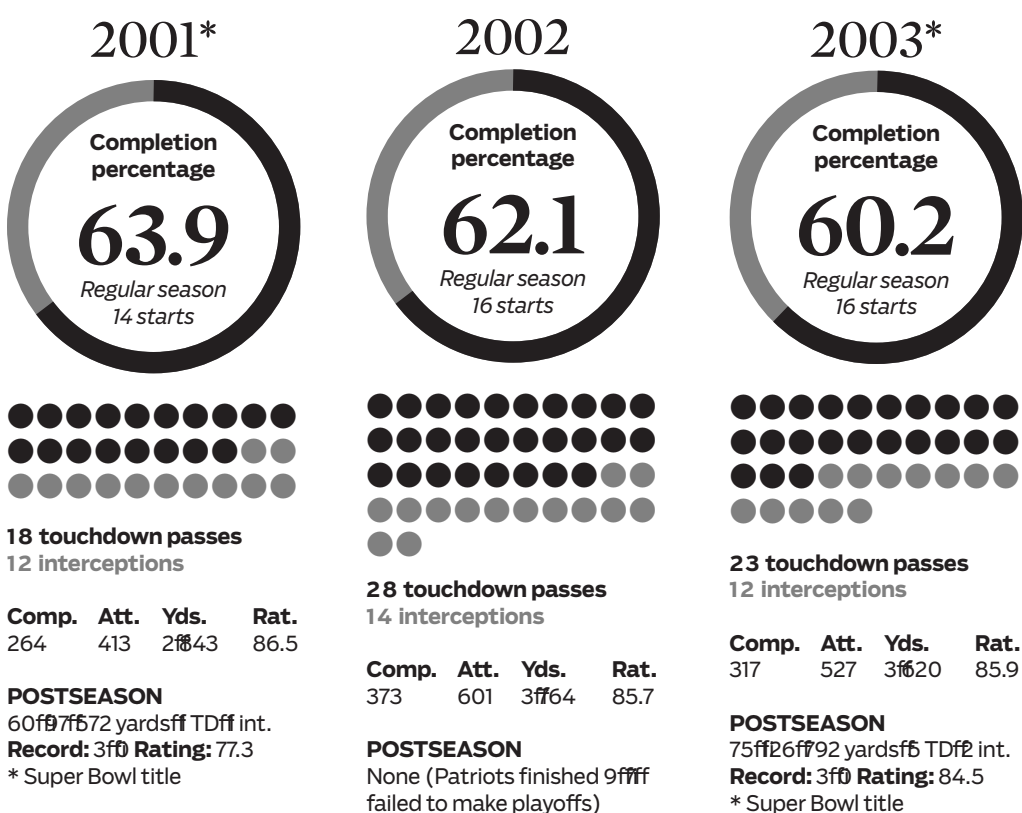 2001*
Completion
percentage
63.9
Regular season
14 starts
18 touchdown passes
12 interceptions
Comp. Att. Yds. Rat.
264 413 86.5
POSTSEASON
int.
Record: Rating: 77.3
* Super Bowl title
2002
Completion
percentage
62.1
Regular season
16 starts
28 touchdown passes
14 interceptions
Comp. Att. Yds. Rat.
373 601 85.7
POSTSEASON
None (Patriots finished
failed to make playoffs)
2003*
Completion
percentage
60.2
Regular season
16 starts
23 touchdown passes
12 interceptions
Comp. Att. Yds. Rat.
317 527 85.9
POSTSEASON
int.
Record: Rating: 84.5
* Super Bowl title